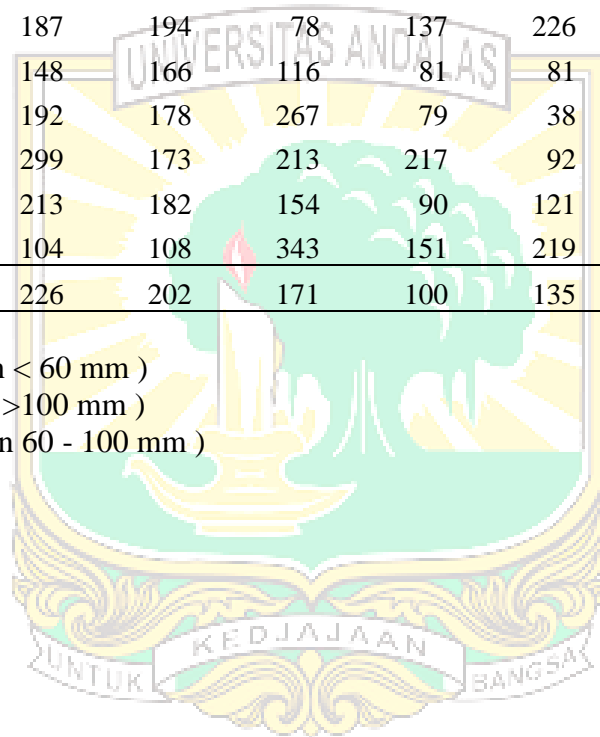 187 194 78 137 226
UNIVERSITAS ANDALAS
148 166 116 81 81
192 178 267 79 38
299 173 213 217 92
213 182 154 90 121
104 108 343 151 219
226 202 171 100 135
n < 60 mm )
>100 mm )
n 60 - 100 mm )
KEDJAJAAN
UNTUK BANGSA